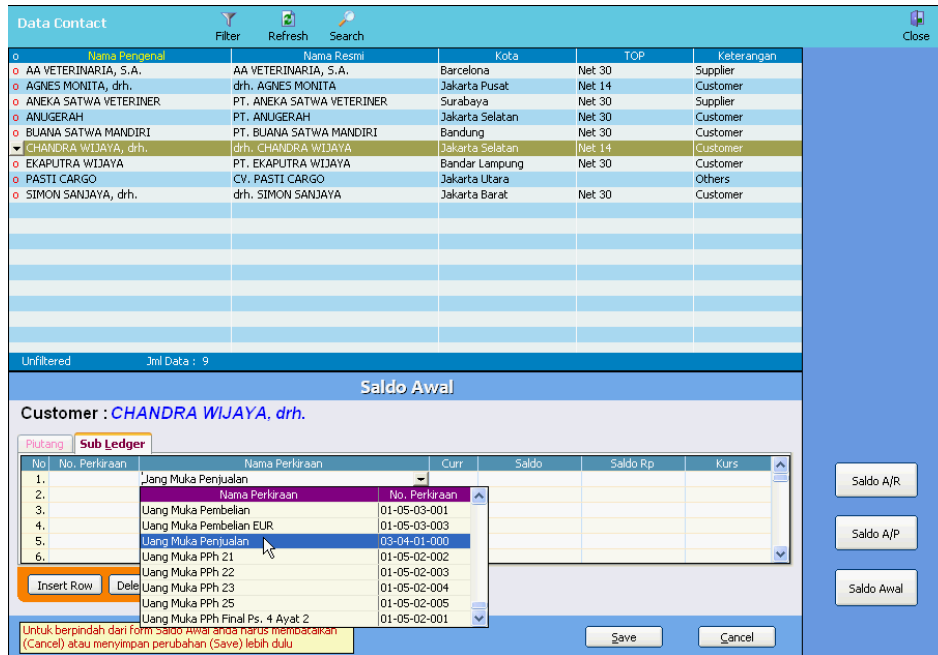 Data Contact
Filter Refresh Search Close
o Nama Pengenal Nama Resmi Kota TOP Keterangan
o AA VETERINARIA, S.A. AA VETERINARIA, S.A. Barcelona Net 30 Supplier
o AGNES MONITA, drh. drh. AGNES MONITA Jakarta Pusat Net 14 Customer
o ANEKA SATWA VETERINER PT. ANEKA SATWA VETERINER Surabaya Net 30 Supplier
o ANUGERAH PT. ANUGERAH Jakarta Selatan Net 30 Customer
o BUANA SATWA MANDIRI PT. BUANA SATWA MANDIRI Bandung Net 30 Customer
CHANDRA WIJAYA, drh. drh. CHANDRA WIJAYA Jakarta Selatan Net 14 Customer
o EKAPUTRA WIJAYA PT. EKAPUTRA WIJAYA Bandar Lampung Net 30 Customer
o PASTI CARGO CV. PASTI CARGO Jakarta Utara Others
o SIMON SANJAYA, drh. drh. SIMON SANJAYA Jakarta Barat Net 30 Customer
Unfiltered Jml Data : 9
Saldo Awal
Customer : CHANDRA WIJAYA, drh.
Piutang Sub Ledger
No No. Perkiraan Nama Perkiraan Curr Saldo Saldo Rp Kurs
1. Uang Muka Penjualan
2. Nama Perkiraan No. Perkiraan
3. Uang Muka Pembelian 01-05-03-001
4. Uang Muka Pembelian EUR 01-05-03-003
5. Uang Muka Penjualan 03-04-01-000
6. Uang Muka PPh 21 01-05-02-002
Uang Muka PPh 22 01-05-02-003
Insert Row Dele Uang Muka PPh 23 01-05-02-004
Uang Muka PPh 25 01-05-02-005
Uang Muka PPh Final Ps. 4 Ayat 2 01-05-02-001
Saldo A/R
Saldo A/P
Saldo Awal
Untuk berpindah dari form Saldo Awal anda harus membatalkan
(Cancel) atau menyimpan perubahan (Save) lebih dulu
Save Cancel